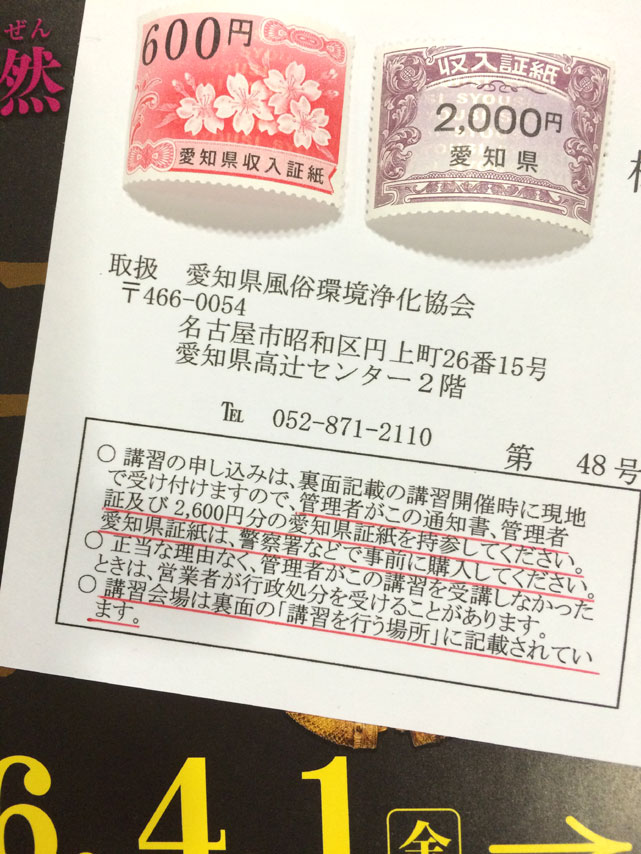 ぜん
然
600円
愛知県収入証紙
収入証紙
2,000円
愛知県
取扱　愛知県風俗環境浄化協会
〒466-0054
名古屋市昭和区円上町26番15号
愛知県高辻センター２階
℡　052-871-2110
第　48号
○ 講習の申し込みは、裏面記載の講習開催時に現地
で受け付けますので、管理者がこの通知書、管理者
証及び 2,600円分の愛知県証紙を持参してください。
愛知県証紙は、警察署などで事前に購入してください。
○ 正当な理由なく、管理者がこの講習を受講しなかった
ときは、営業者が行政処分を受けることがあります。
○ 講習会場は裏面の「講習を行う場所」に記載されてい
ます。
6.4.1金→